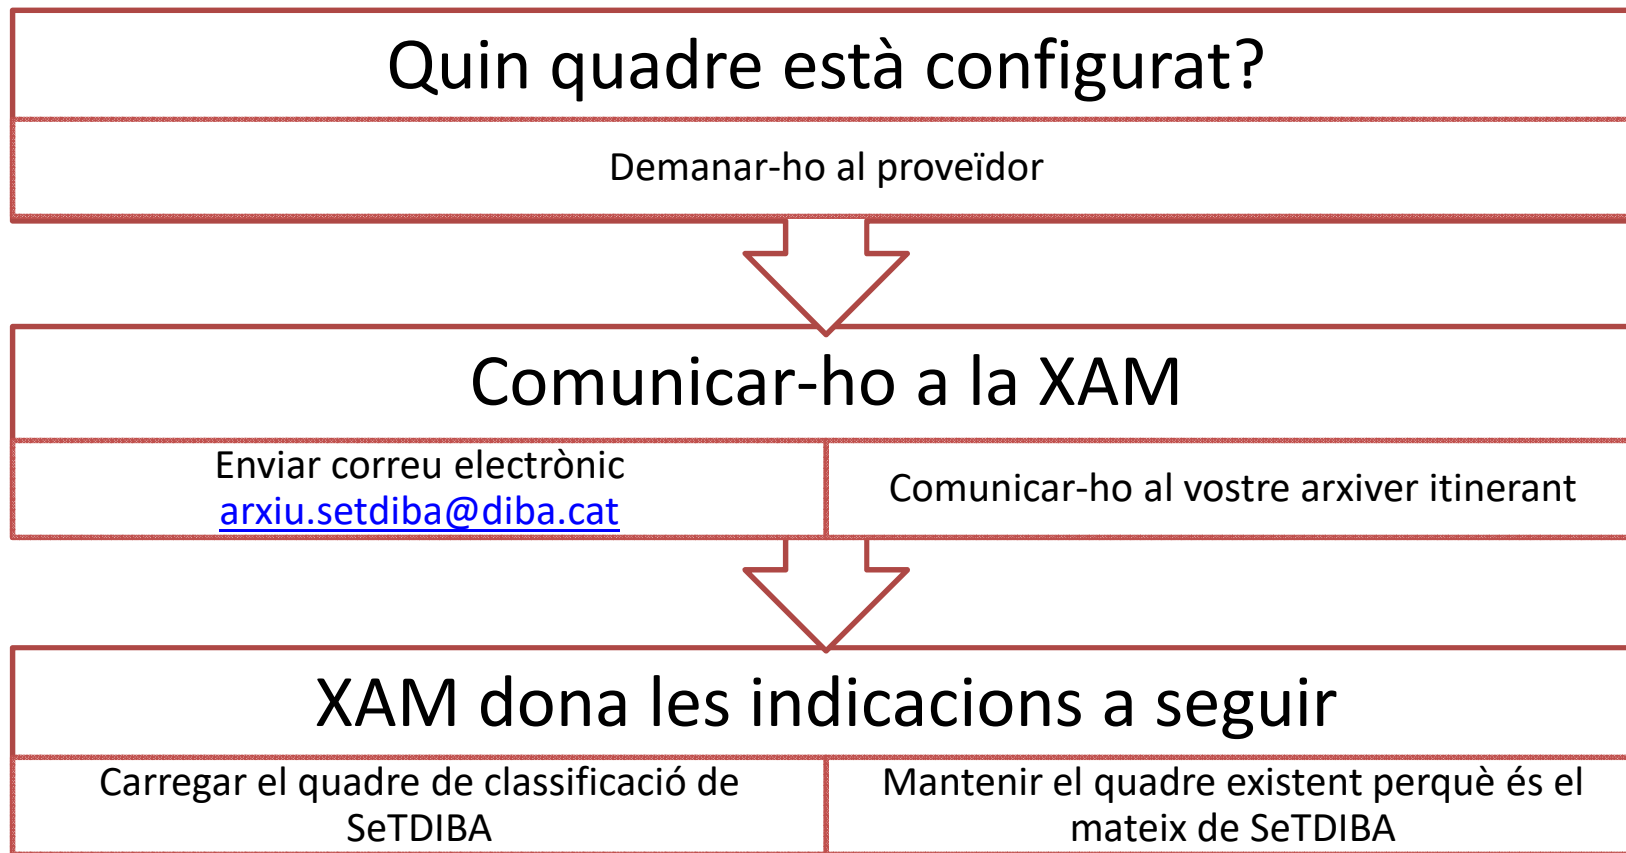 Quin quadre està configurat?
Demanar-ho al proveïdor
Comunicar-ho a la XAM
Enviar correu electrònic
arxiu.setdiba@diba.cat
Comunicar-ho al vostre arxiver itinerant
XAM dona les indicacions a seguir
Carregar el quadre de classificació de
SeTDIBA
Mantenir el quadre existent perquè és el
mateix de SeTDIBA